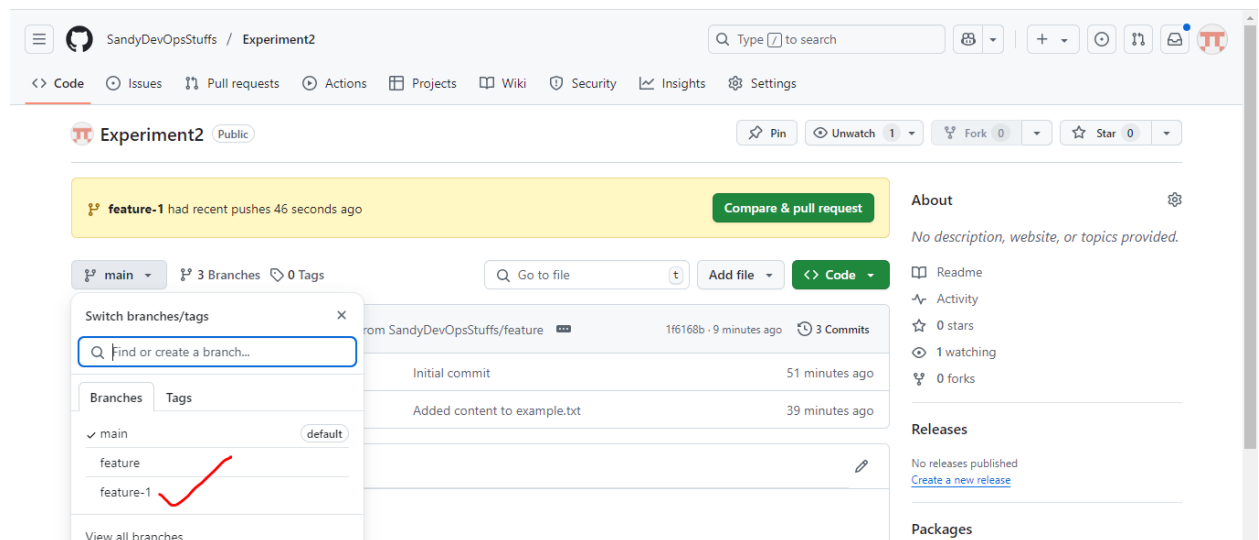 SandyDevOpsStuffs / Experiment2
Type / to search
Code Issues Pull requests Actions Projects Wiki Security Insights Settings
Experiment2 Public
Pin Unwatch 1 Fork 0 Star 0
feature-1 had recent pushes 46 seconds ago
Compare & pull request
About
No description, website, or topics provided.
main 3 Branches 0 Tags
Go to file t
Add file
Code
Readme
Activity
0 stars
1 watching
0 forks
Switch branches/tags
Find or create a branch...
Branches Tags
main default
feature
feature-1
View all branches
rom SandyDevOpsStuffs/feature 1f6168b · 9 minutes ago 3 Commits
Initial commit 51 minutes ago
Added content to example.txt 39 minutes ago
Releases
No releases published
Create a new release
Packages